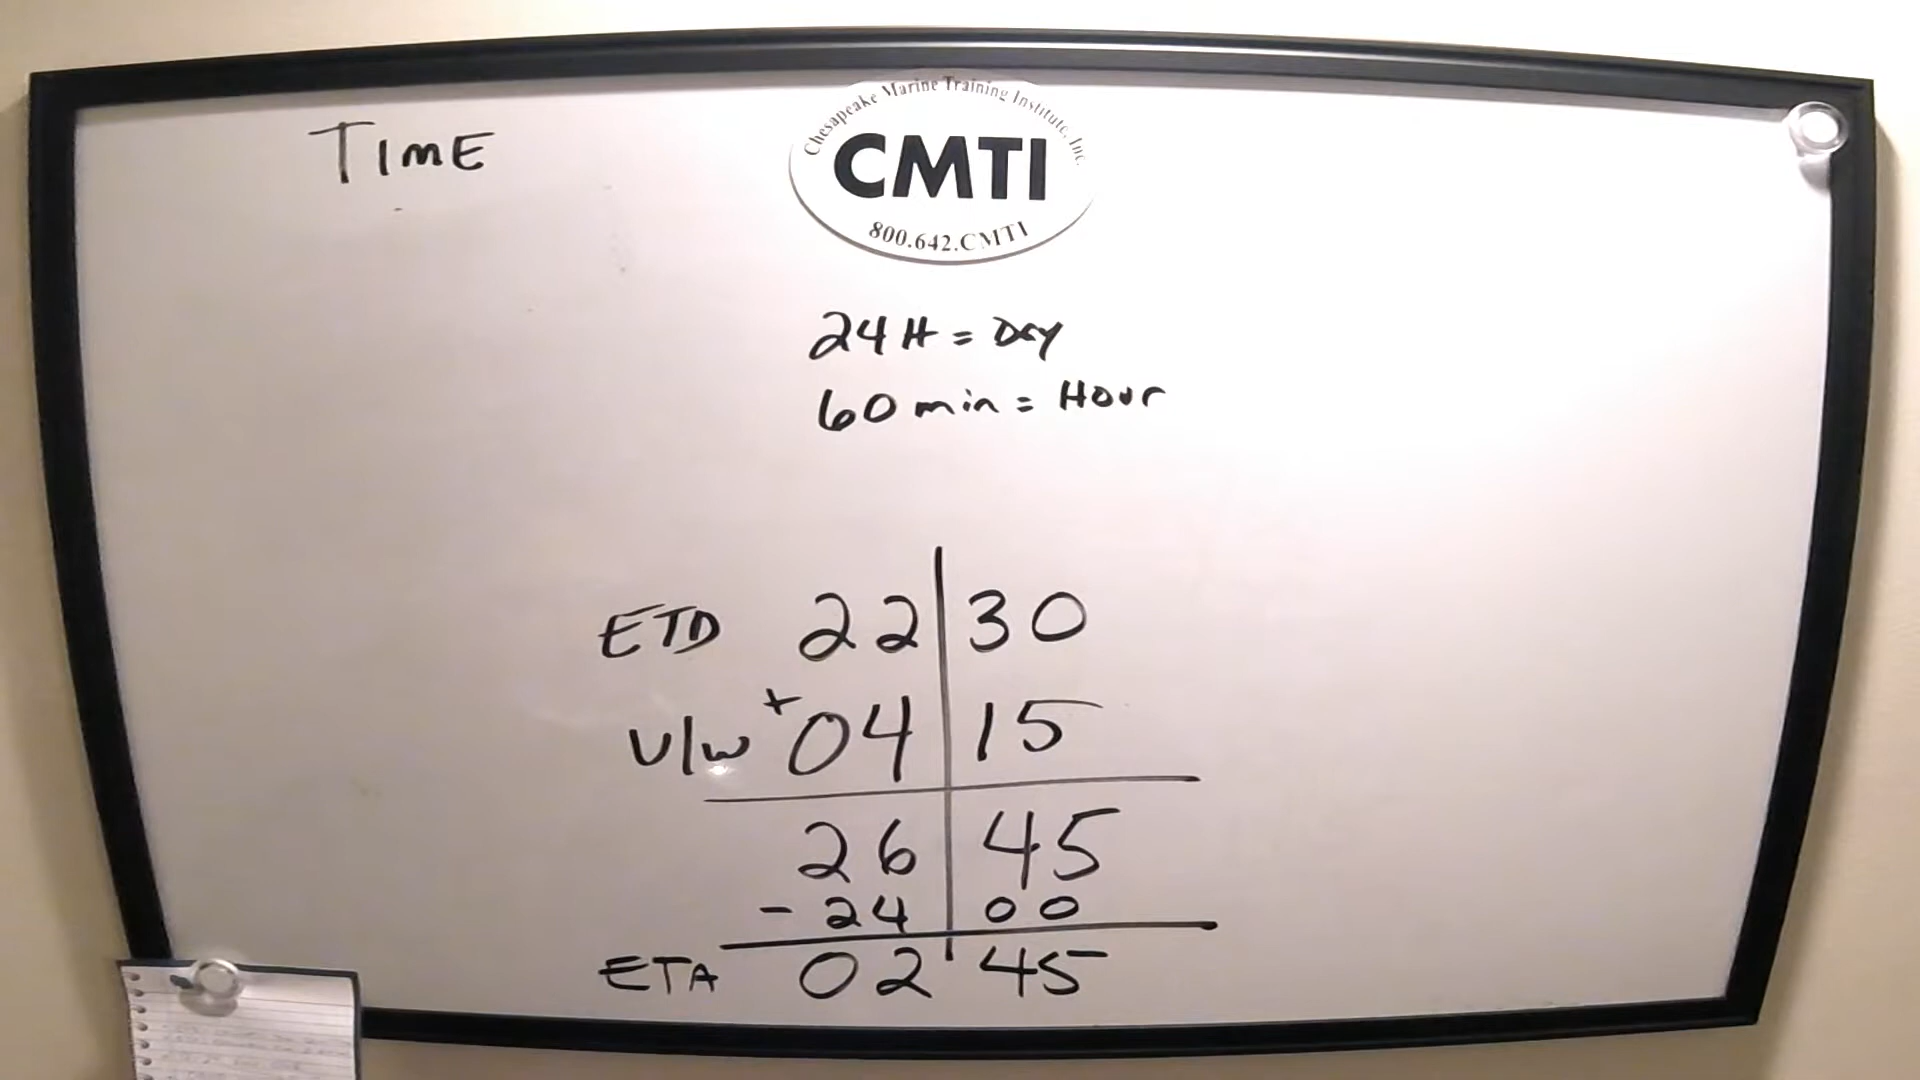 TIME
Chesapeake Marine Training Institute, Inc.
CMTI
800.642.CMTI
24 H = Day
60 min = Hour
ETD 22 30
U/W + 04 15
26 45
- 24 00
ETA 02 45